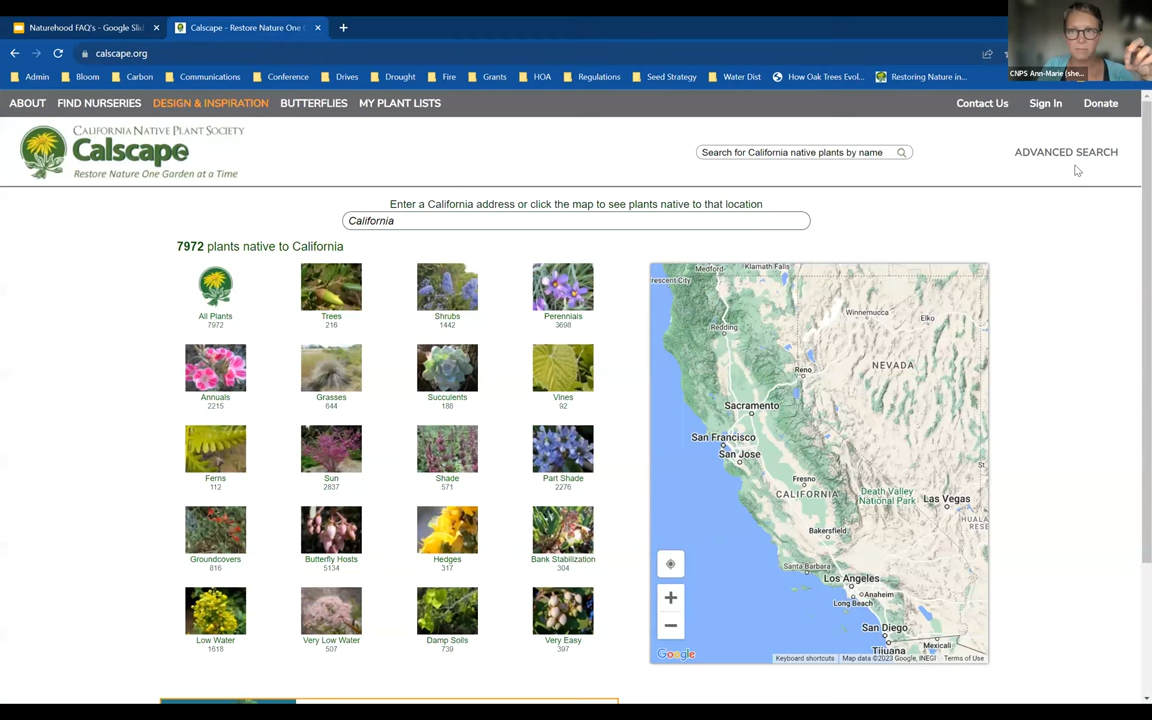 Naturehood FAQ's - Google Slid
Calscape - Restore Nature One
calscape.org
Admin Bloom Carbon Communications Conference Drives Drought Fire Grants HOA Regulations Seed Strategy Water Dist How Oak Trees Evol... Restoring Nature in...
CNPS Ann-Marie (she...
ABOUT FIND NURSERIES DESIGN & INSPIRATION BUTTERFLIES MY PLANT LISTS Contact Us Sign In Donate
CALIFORNIA NATIVE PLANT SOCIETY
Calscape
Restore Nature One Garden at a Time
Search for California native plants by name
ADVANCED SEARCH
Enter a California address or click the map to see plants native to that location
California
7972 plants native to California
All Plants Trees Shrubs Perennials
7972 216 1442 3698
Annuals Grasses Succulents Vines
2215 644 188 92
Ferns Sun Shade Part Shade
112 2837 571 2276
Groundcovers Butterfly Hosts Hedges Bank Stabilization
816 5134 317 304
Low Water Very Low Water Damp Soils Very Easy
1618 507 739 397
Medford Klamath Falls
rescent City
Winnemucca
Elko
Redding
Reno
NEVADA
Sacramento
San Francisco
San Jose
St
Fresno
CALIFORNIA
Death Valley
National Park
Las Vegas
HUALA
RESE
Bakersfield
Santa Barbara
Los Angeles
Anaheim
Long Beach
San Diego
Mexicali
Tijuana
Google
Keyboard shortcuts Map data ©2023 Google, INEGI Terms of Use